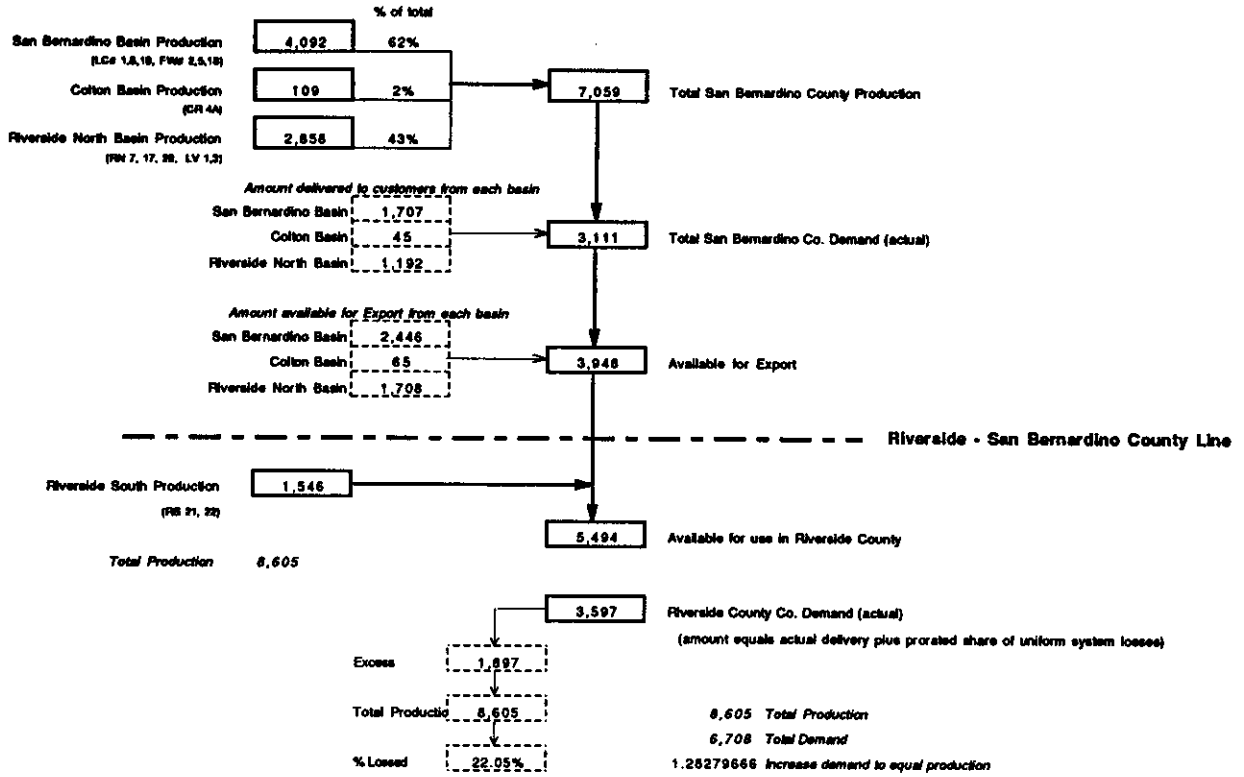 % of total
San Bernardino Basin Production 4,092 62%
(LC# 1,8,19, FW# 2,5,18)
Colton Basin Production 109 2% 7,059 Total San Bernardino County Production
(CR 4A)
Riverside North Basin Production 2,858 43%
(RN 7, 17, LV
Amount delivered to customers from each basin
San Bernardino Basin 1,707
Colton Basin 45 3,111 Total San Bernardino Co. Demand (actual)
Riverside North Basin 1,192
Amount available for Export from each basin
San Bernardino Basin 2,446
Colton Basin 65 3,948 Available for Export
Riverside North Basin 1,708
Riverside - San Bernardino County Line
Riverside South Production 1,546
(RS 21, 22)
5,494 Available for use in Riverside County
Total Production 8,605
3,597 Riverside County Co. Demand (actual)
(amount equals actual delivery plus prorated share of uniform system losses)
Excess 1,897
Total Productio 8,605 8,605 Total Production
6,708 Total Demand
% Lossed 22.05% 1.28279666 Increase demand to equal production